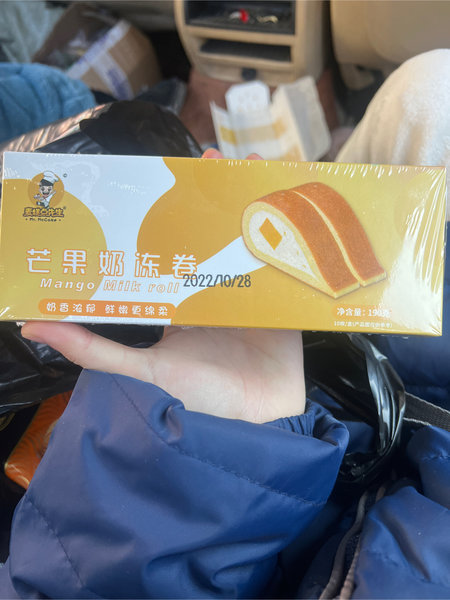 Mr. McCake
芒果奶冻卷
Mango Milk roll
2022/10/28
奶香浓郁 鲜嫩更绵柔
净含量:190克